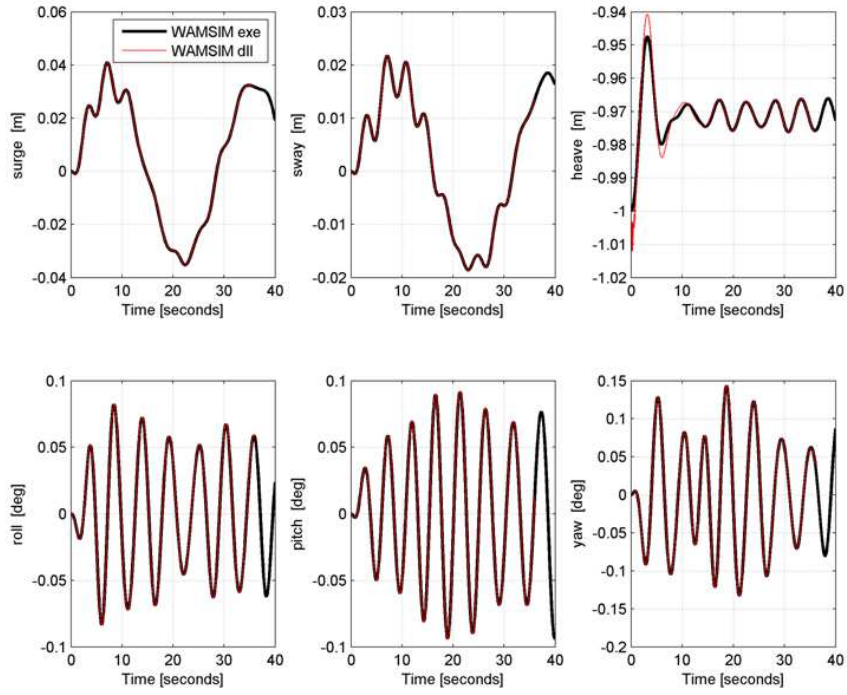 WAMSIM exe
WAMSIM dll
0.06
0.04
0.02
0
-0.02
-0.04
surge [m]
0 10 20 30 40
Time [seconds]
0.03
0.02
0.01
0
-0.01
-0.02
sway [m]
0 10 20 30 40
Time [seconds]
-0.94
-0.95
-0.96
-0.97
-0.98
-0.99
-1
-1.01
-1.02
heave [m]
0 10 20 30 40
Time [seconds]
0.1
0.05
0
-0.05
-0.1
roll [deg]
0 10 20 30 40
Time [seconds]
0.1
0.05
0
-0.05
-0.1
pitch [deg]
0 10 20 30 40
Time [seconds]
0.15
0.1
0.05
0
-0.05
-0.1
-0.15
-0.2
yaw [deg]
0 10 20 30 40
Time [seconds]